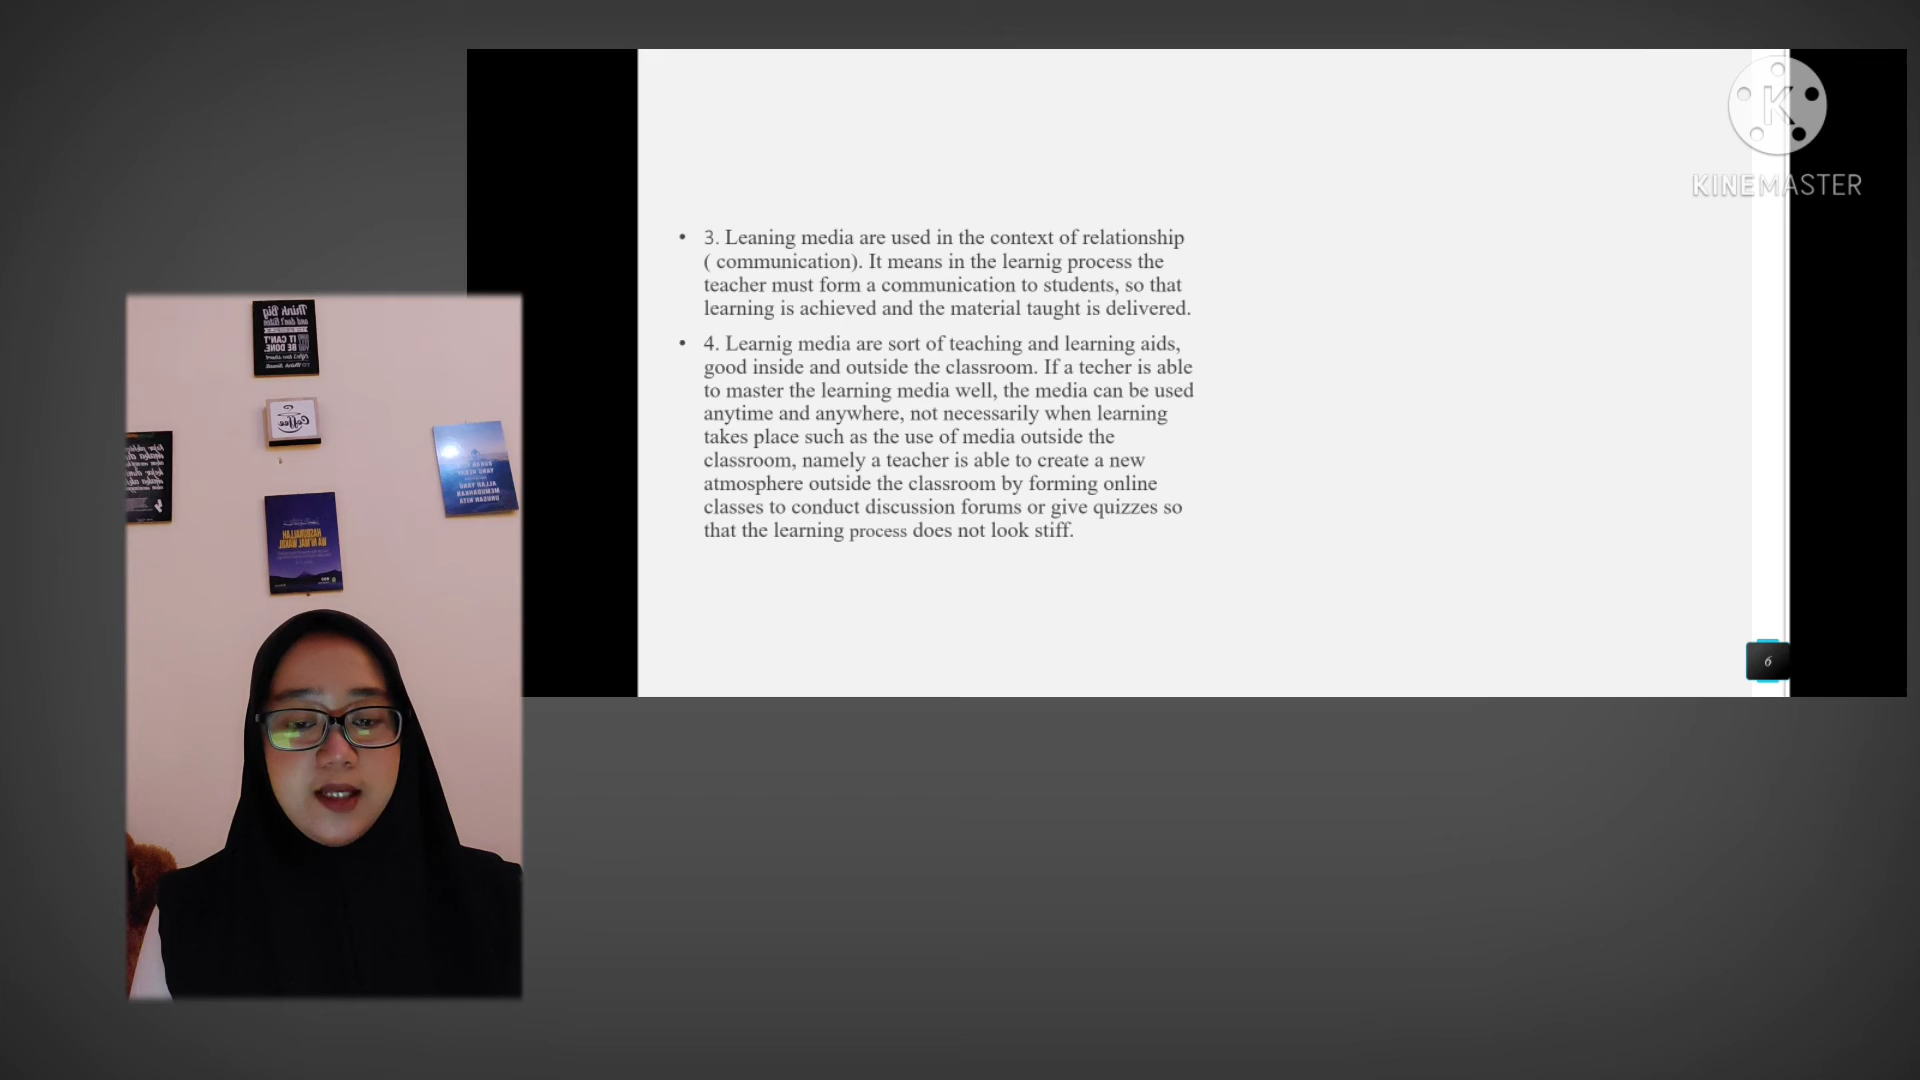 KINEMASTER
• 3. Leaning media are used in the context of relationship
( communication). It means in the learnig process the
teacher must form a communication to students, so that
learning is achieved and the material taught is delivered.
• 4. Learnig media are sort of teaching and learning aids,
good inside and outside the classroom. If a techer is able
to master the learning media well, the media can be used
anytime and anywhere, not necessarily when learning
takes place such as the use of media outside the
classroom, namely a teacher is able to create a new
atmosphere outside the classroom by forming online
classes to conduct discussion forums or give quizzes so
that the learning process does not look stiff.
6
Think Big
and don't listen
IT CAN'T
BE DONE.
Coffee
YANG
ALLAH YANG
MEMUDAHKAN
URUSAN KITA
HASBUNALLAH
WA NI'MAL WAKIL